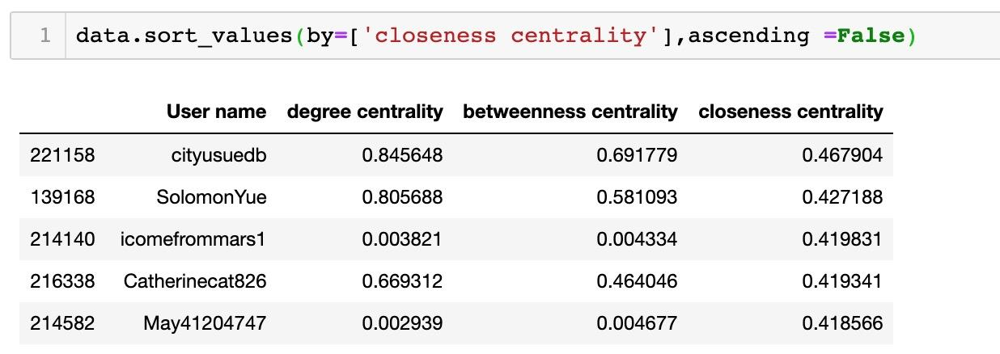 1 data.sort_values(by=['closeness centrality'],ascending =False)
User name degree centrality betweenness centrality closeness centrality
221158 cityusuedb 0.845648 0.691779 0.467904
139168 SolomonYue 0.805688 0.581093 0.427188
214140 icomefrommars1 0.003821 0.004334 0.419831
216338 Catherinecat826 0.669312 0.464046 0.419341
214582 May41204747 0.002939 0.004677 0.418566